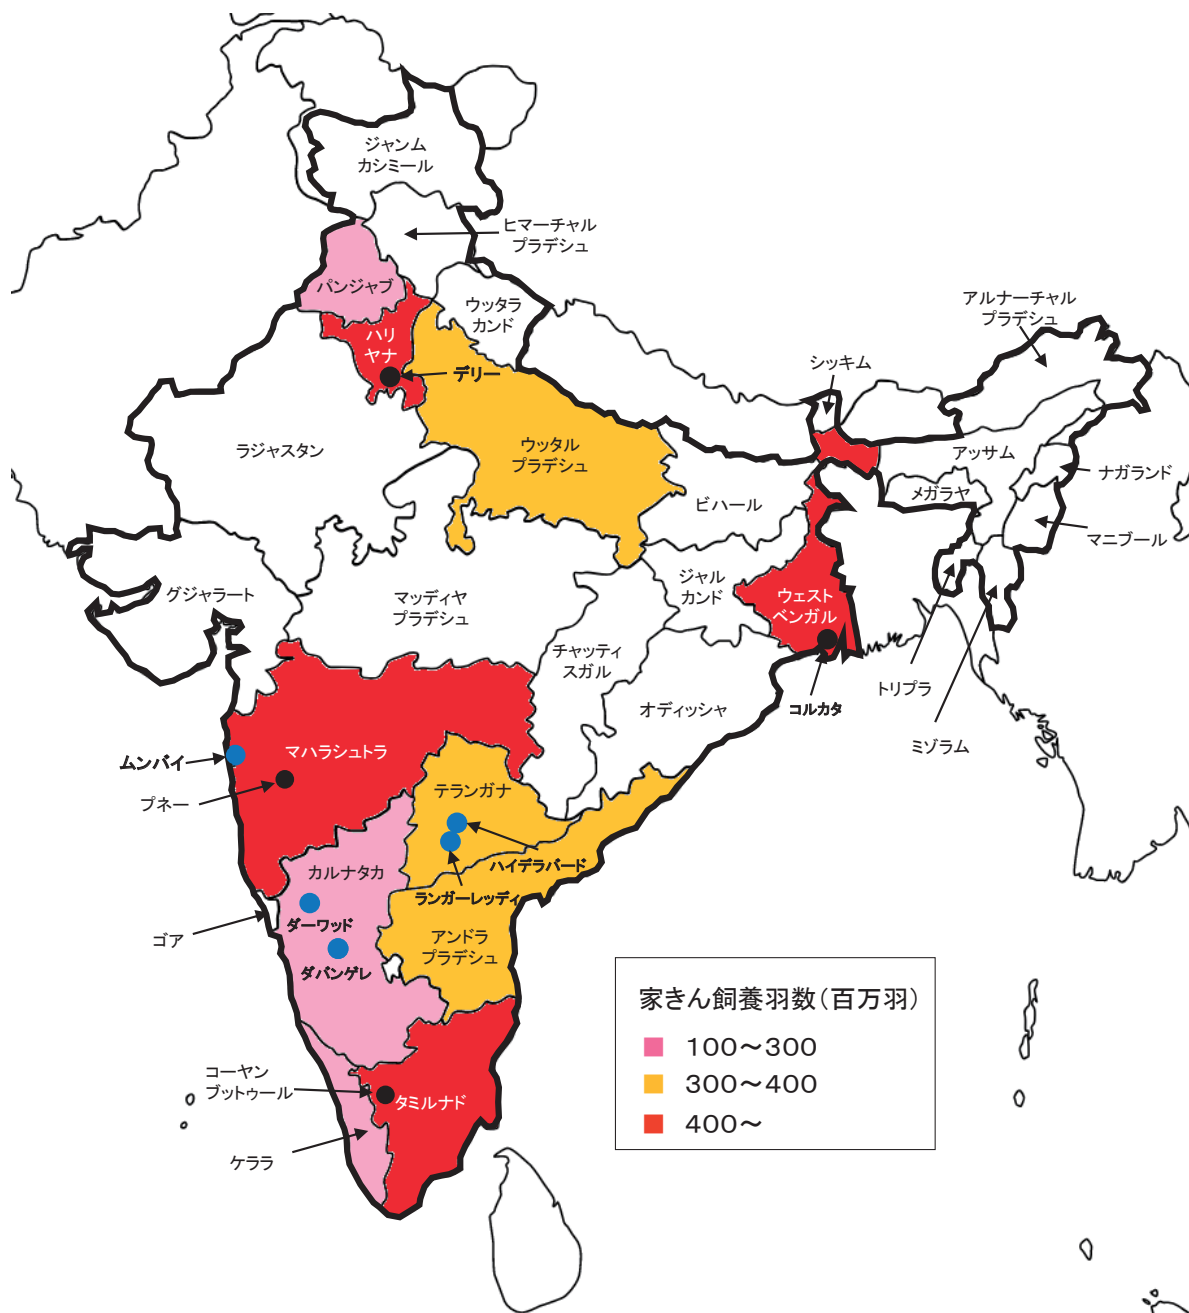 ジャンム
カシミール
ヒマーチャル
プラデシュ
パンジャブ
ウッタラ
カンド
アルナーチャル
プラデシュ
ハリ
ヤナ
デリー
シッキム
ラジャスタン
ウッタル
プラデシュ
アッサム
ナガランド
ビハール
メガラヤ
マニプール
グジャラート
マッディヤ
プラデシュ
ジャル
カンド
ウェスト
ベンガル
チャッティ
スガル
トリプラ
オディッシャ
コルカタ
ミゾラム
ムンバイ
マハラシュトラ
プネー
テランガナ
ハイデラバード
カルナタカ
ランガーレッディ
ダーワッド
ゴア
アンドラ
プラデシュ
ダバンゲレ
家きん飼養羽数(百万羽)
100~300
300~400
400~
コーヤン
ブットゥール
タミルナド
ケララ